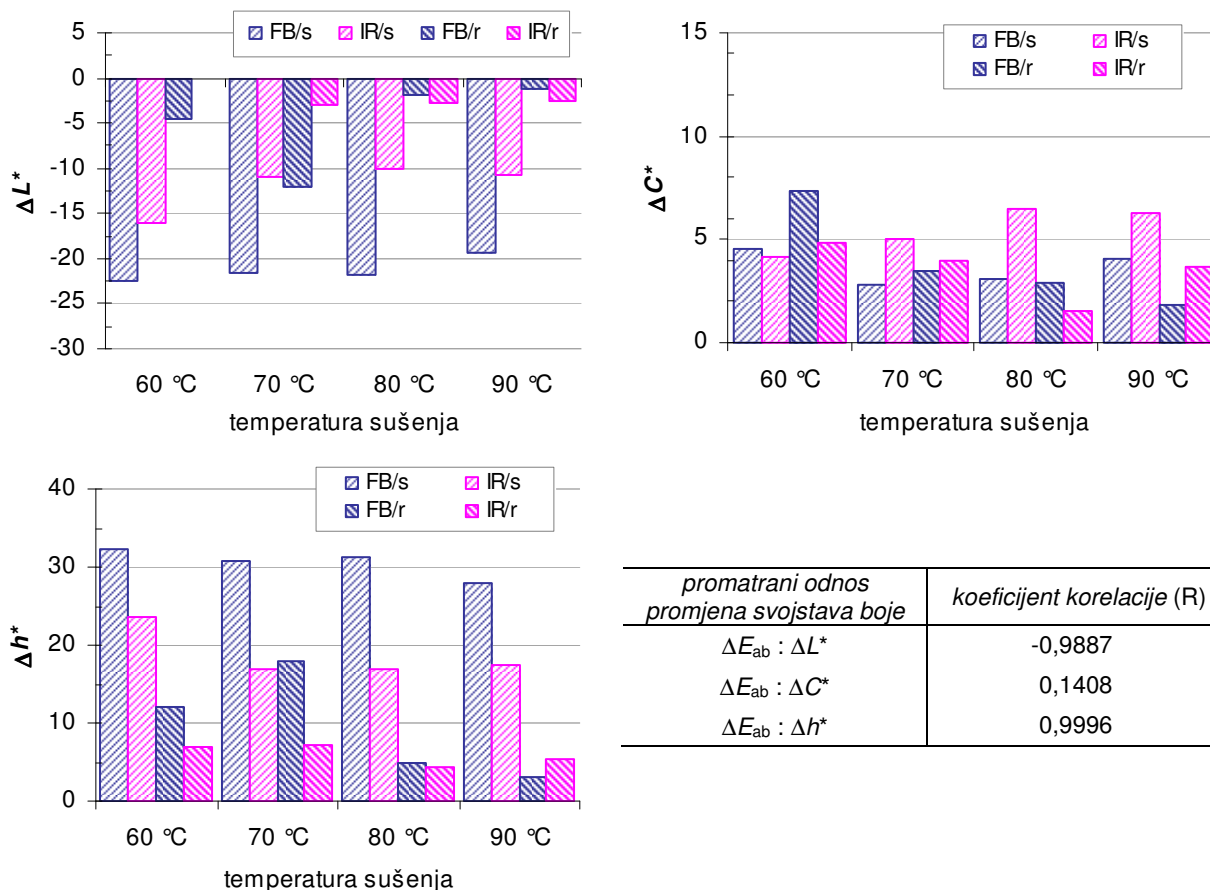 5
0
-5
-10
-15
-20
-25
-30
ΔL*
FB/s IR/s FB/r IR/r
60 °C 70 °C 80 °C 90 °C
temperatura sušenja
15
10
5
0
ΔC*
FB/s IR/s
FB/r IR/r
60 °C 70 °C 80 °C 90 °C
temperatura sušenja
40
30
20
10
0
Δh*
FB/s IR/s
FB/r IR/r
60 °C 70 °C 80 °C 90 °C
temperatura sušenja
promatrani odnos
promjena svojstava boje
koeficijent korelacije (R)
ΔEab : ΔL* -0,9887
ΔEab : ΔC* 0,1408
ΔEab : Δh* 0,9996